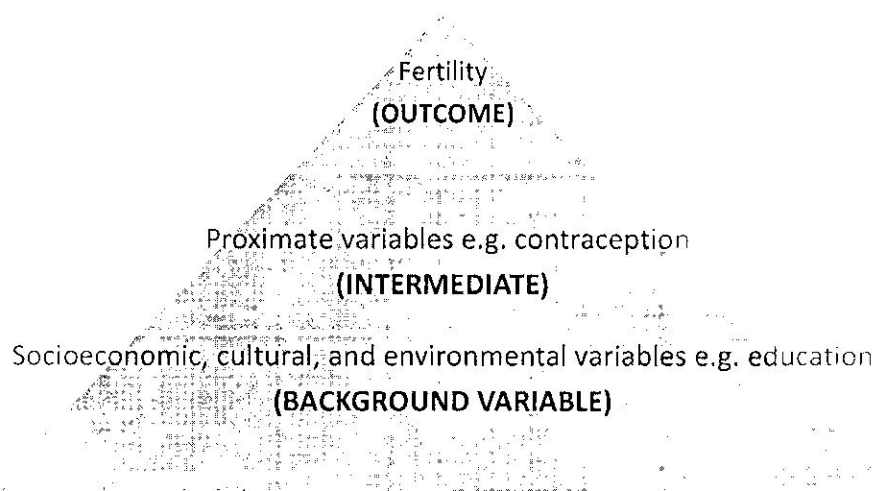 Fertility
(OUTCOME)
Proximate variables e.g. contraception
(INTERMEDIATE)
Socioeconomic, cultural, and environmental variables e.g. education
(BACKGROUND VARIABLE)